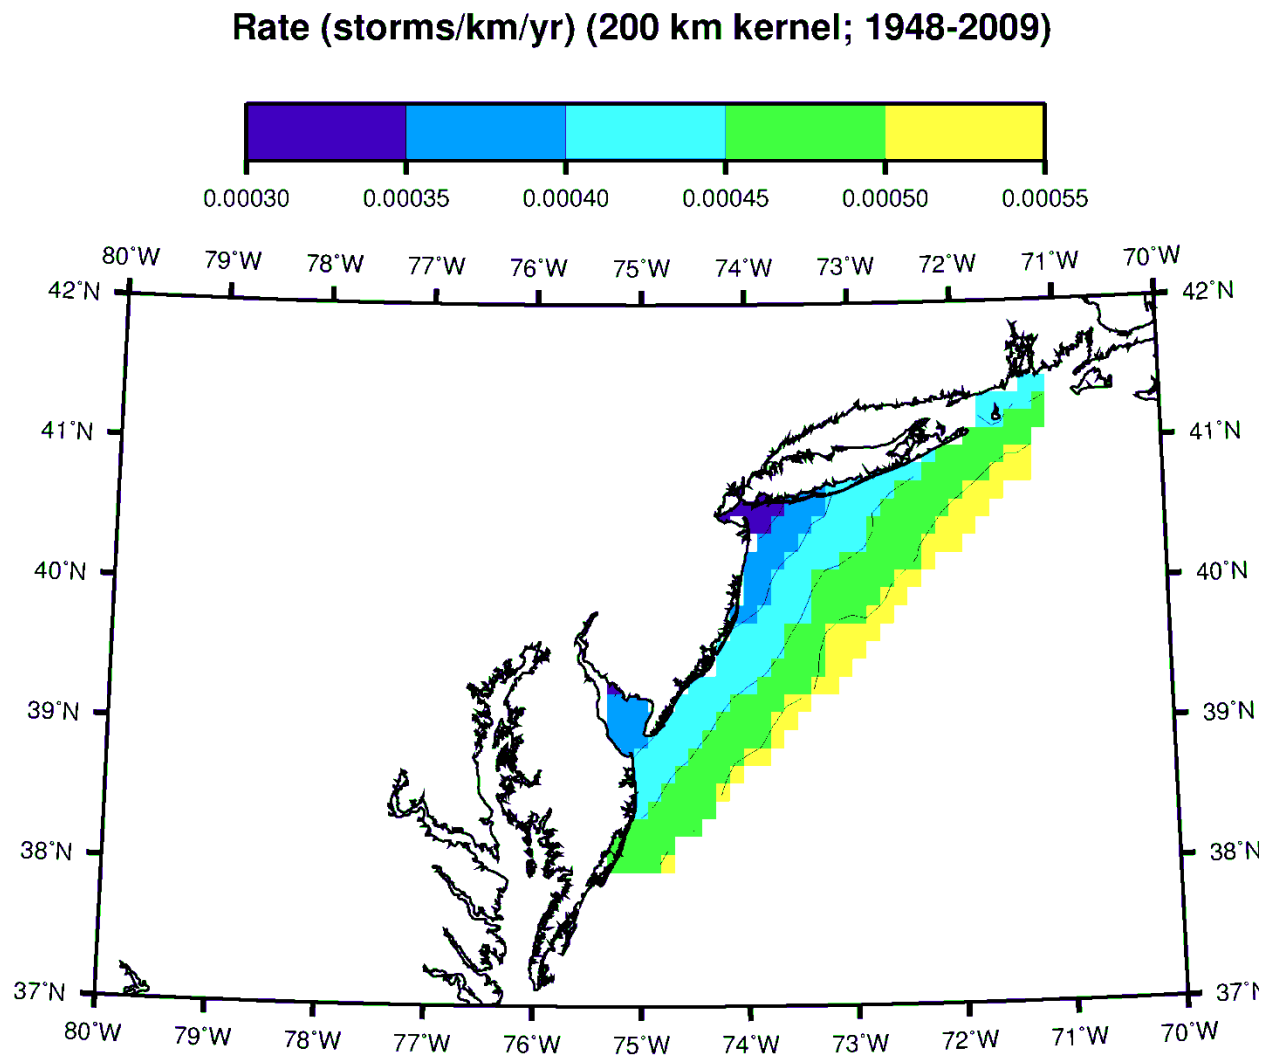 Rate (storms/km/yr) (200 km kernel; 1948-2009)
0.00030 0.00035 0.00040 0.00045 0.00050 0.00055
80˚W 79˚W 78˚W 77˚W 76˚W 75˚W 74˚W 73˚W 72˚W 71˚W 70˚W
42˚N 42˚N
41˚N 41˚N
40˚N 40˚N
39˚N 39˚N
38˚N 38˚N
37˚N 37˚N
80˚W 79˚W 78˚W 77˚W 76˚W 75˚W 74˚W 73˚W 72˚W 71˚W 70˚W